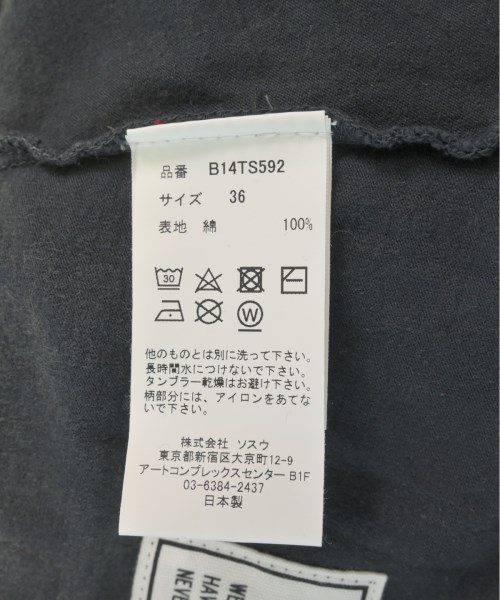 品番 B14TS592
サイズ 36
表地 綿 100%
30
W
他のものとは別に洗って下さい。
長時間水につけないで下さい。
タンブラー乾燥はお避け下さい。
柄部分には、アイロンをあてな
いで下さい。
株式会社 ソスウ
東京都新宿区大京町12-9
アートコンプレックスセンター B1F
03-6384-2437
日本製
WE
HAV
NEVE